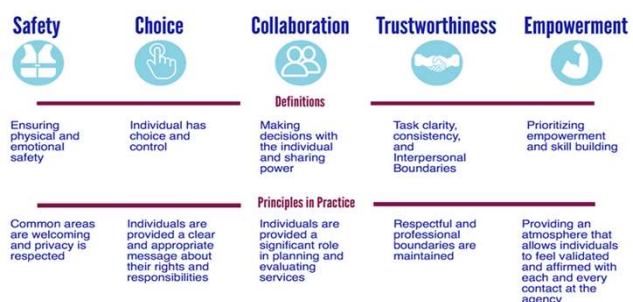 Safety
Choice
Collaboration
Trustworthiness
Empowerment
Definitions
Ensuring
physical and
emotional
safety
Individual has
choice and
control
Making
decisions with
the individual
and sharing
power
Task clarity,
consistency,
and
Interpersonal
Boundaries
Prioritizing
empowerment
and skill building
Principles in Practice
Common areas
are welcoming
and privacy is
respected
Individuals are
provided a clear
and appropriate
message about
their rights and
responsibilities
Individuals are
provided a
significant role
in planning and
evaluating
services
Respectful and
professional
boundaries are
maintained
Providing an
atmosphere that
allows individuals
to feel validated
and affirmed with
each and every
contact at the
agency